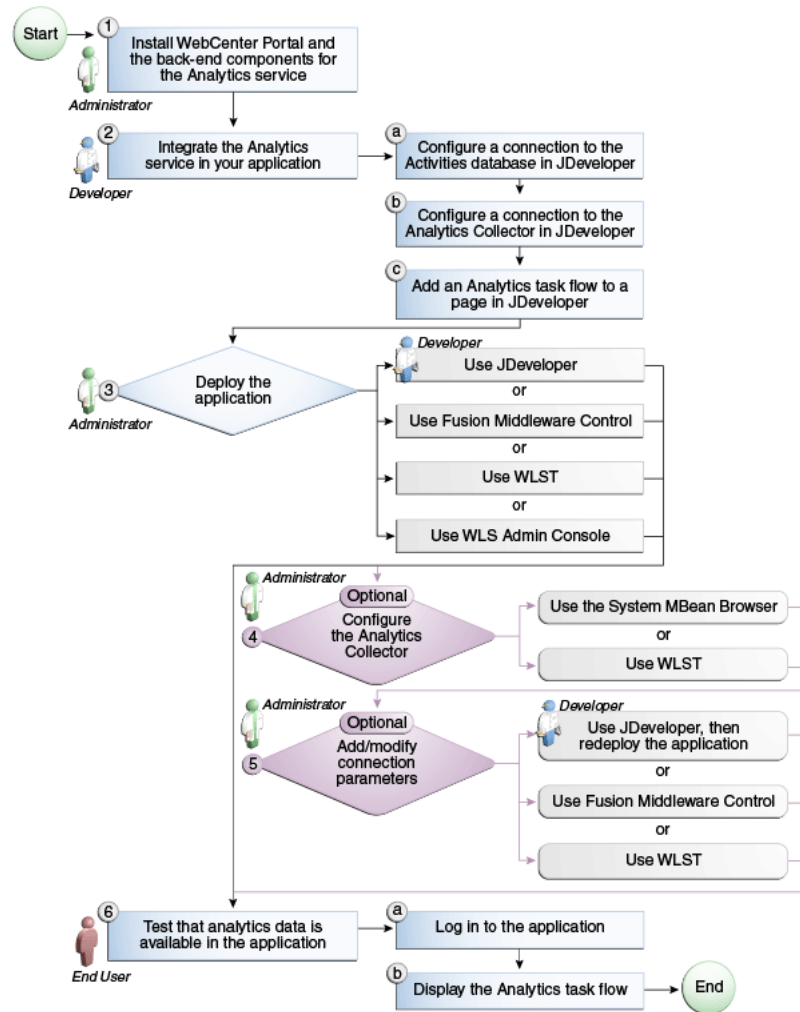 Start
1
Install WebCenter Portal and
the back-end components for
the Analytics service
Administrator
2
Integrate the Analytics
service in your application
Developer
a
Configure a connection to the
Activities database in JDeveloper
b
Configure a connection to the
Analytics Collector in JDeveloper
c
Add an Analytics task flow to a
page in JDeveloper
3
Deploy the
application
Administrator
Developer
Use JDeveloper
or
Use Fusion Middleware Control
or
Use WLST
or
Use WLS Admin Console
Administrator
Optional
4
Configure
the Analytics
Collector
Use the System MBean Browser
or
Use WLST
Administrator
Optional
5
Add/modify
connection
parameters
Developer
Use JDeveloper, then
redeploy the application
or
Use Fusion Middleware Control
or
Use WLST
6
Test that analytics data is
available in the application
End User
a
Log in to the application
b
Display the Analytics task flow
End